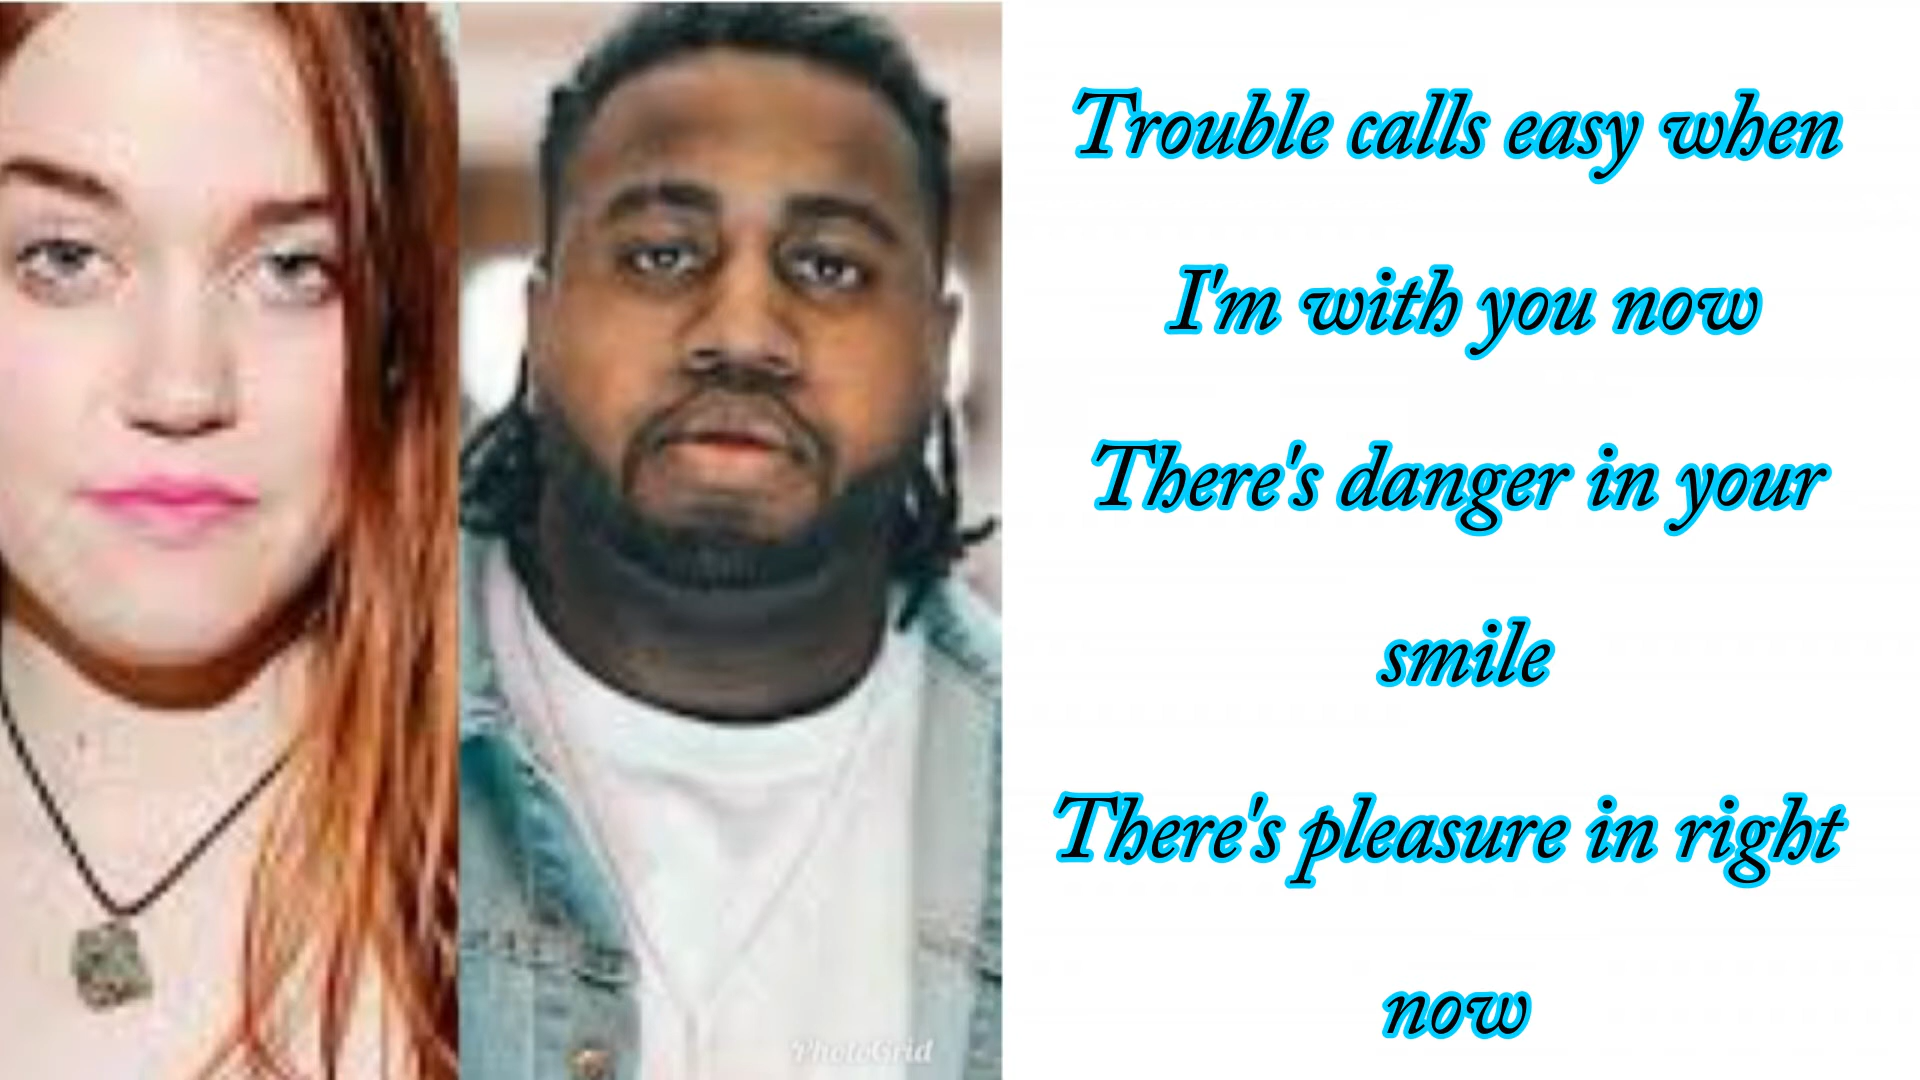 Trouble calls easy when
I'm with you now
There's danger in your
smile
There's pleasure in right
now
PhotoGrid